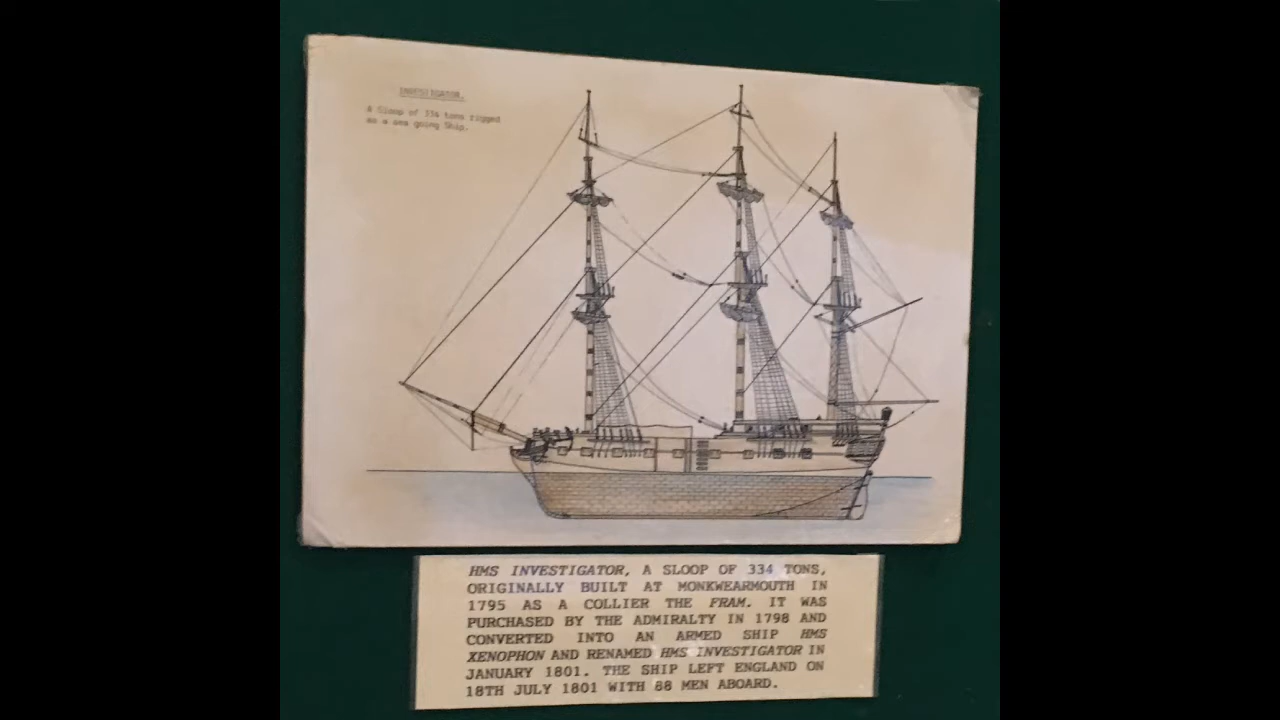 INVESTIGATOR.
A Sloop of 334 tons rigged
as a sea going Ship.
HMS INVESTIGATOR, A SLOOP OF 334 TONS,
ORIGINALLY BUILT AT MONKWEARMOUTH IN
1795 AS A COLLIER THE FRAM. IT WAS
PURCHASED BY THE ADMIRALTY IN 1798 AND
CONVERTED INTO AN ARMED SHIP HMS
XENOPHON AND RENAMED HMS INVESTIGATOR IN
JANUARY 1801. THE SHIP LEFT ENGLAND ON
18TH JULY 1801 WITH 88 MEN ABOARD.